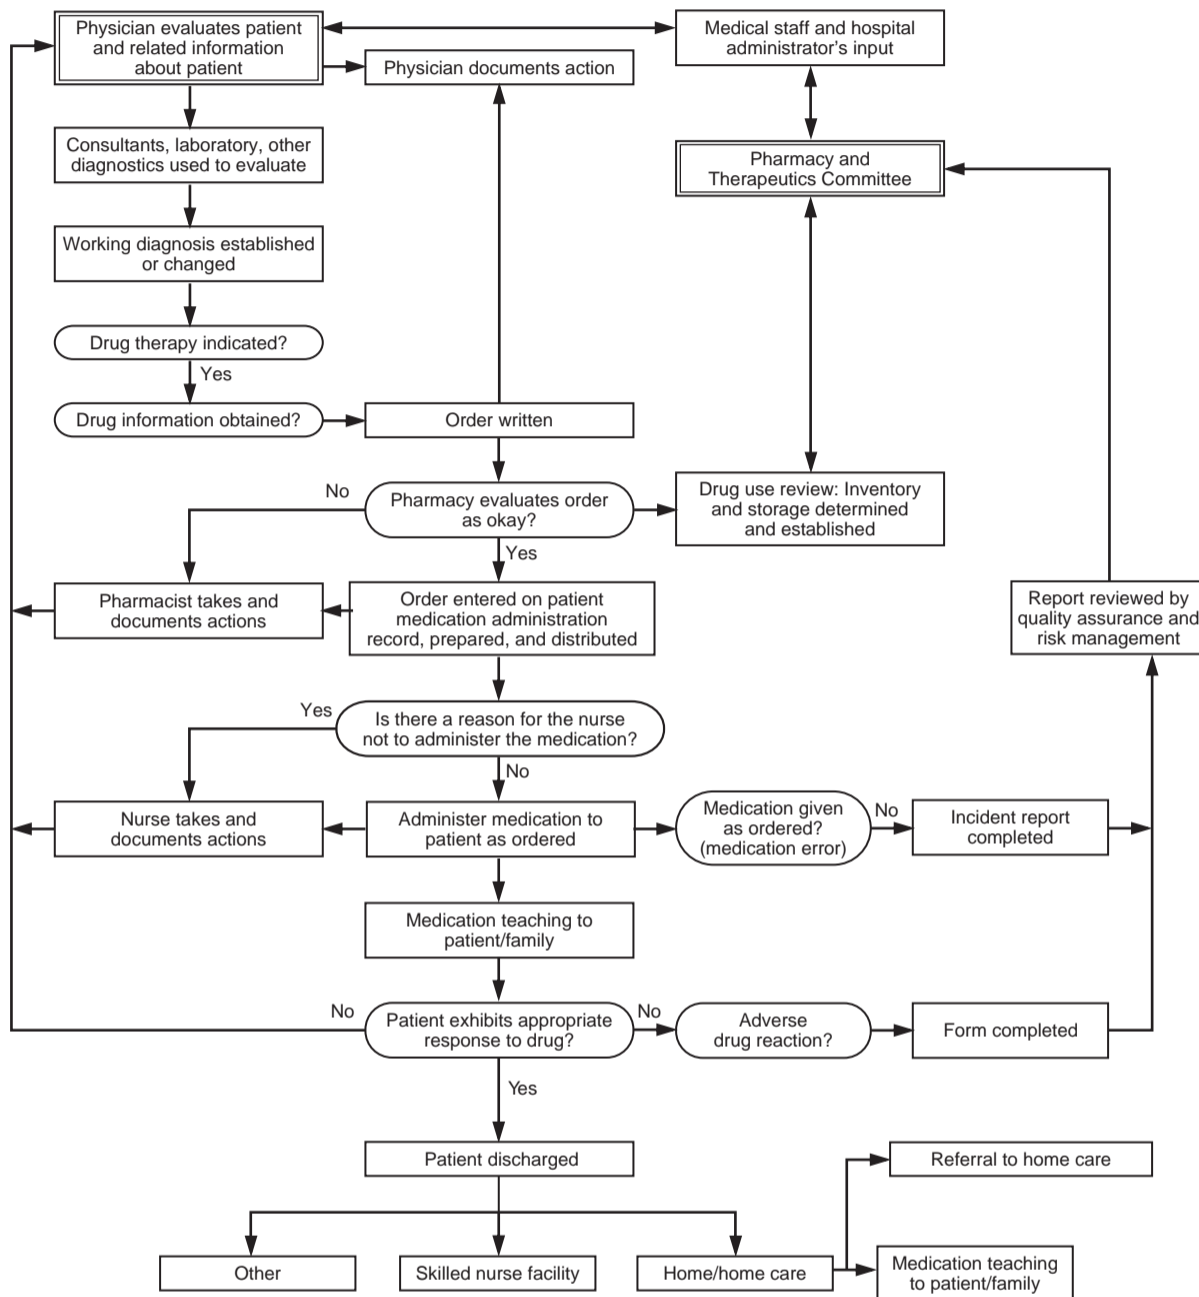 Physician evaluates patient
and related information
about patient
Medical staff and hospital
administrator’s input
Physician documents action
Consultants, laboratory, other
diagnostics used to evaluate
Pharmacy and
Therapeutics Committee
Working diagnosis established
or changed
Drug therapy indicated?
Yes
Drug information obtained?
Order written
No
Pharmacy evaluates order
as okay?
Drug use review: Inventory
and storage determined
and established
Yes
Pharmacist takes and
documents actions
Order entered on patient
medication administration
record, prepared, and distributed
Report reviewed by
quality assurance and
risk management
Yes
Is there a reason for the nurse
not to administer the medication?
No
Nurse takes and
documents actions
Administer medication to
patient as ordered
Medication given
as ordered?
(medication error)
No
Incident report
completed
Medication teaching to
patient/family
No
Patient exhibits appropriate
response to drug?
No
Adverse
drug reaction?
Form completed
Yes
Patient discharged
Referral to home care
Other
Skilled nurse facility
Home/home care
Medication teaching
to patient/family